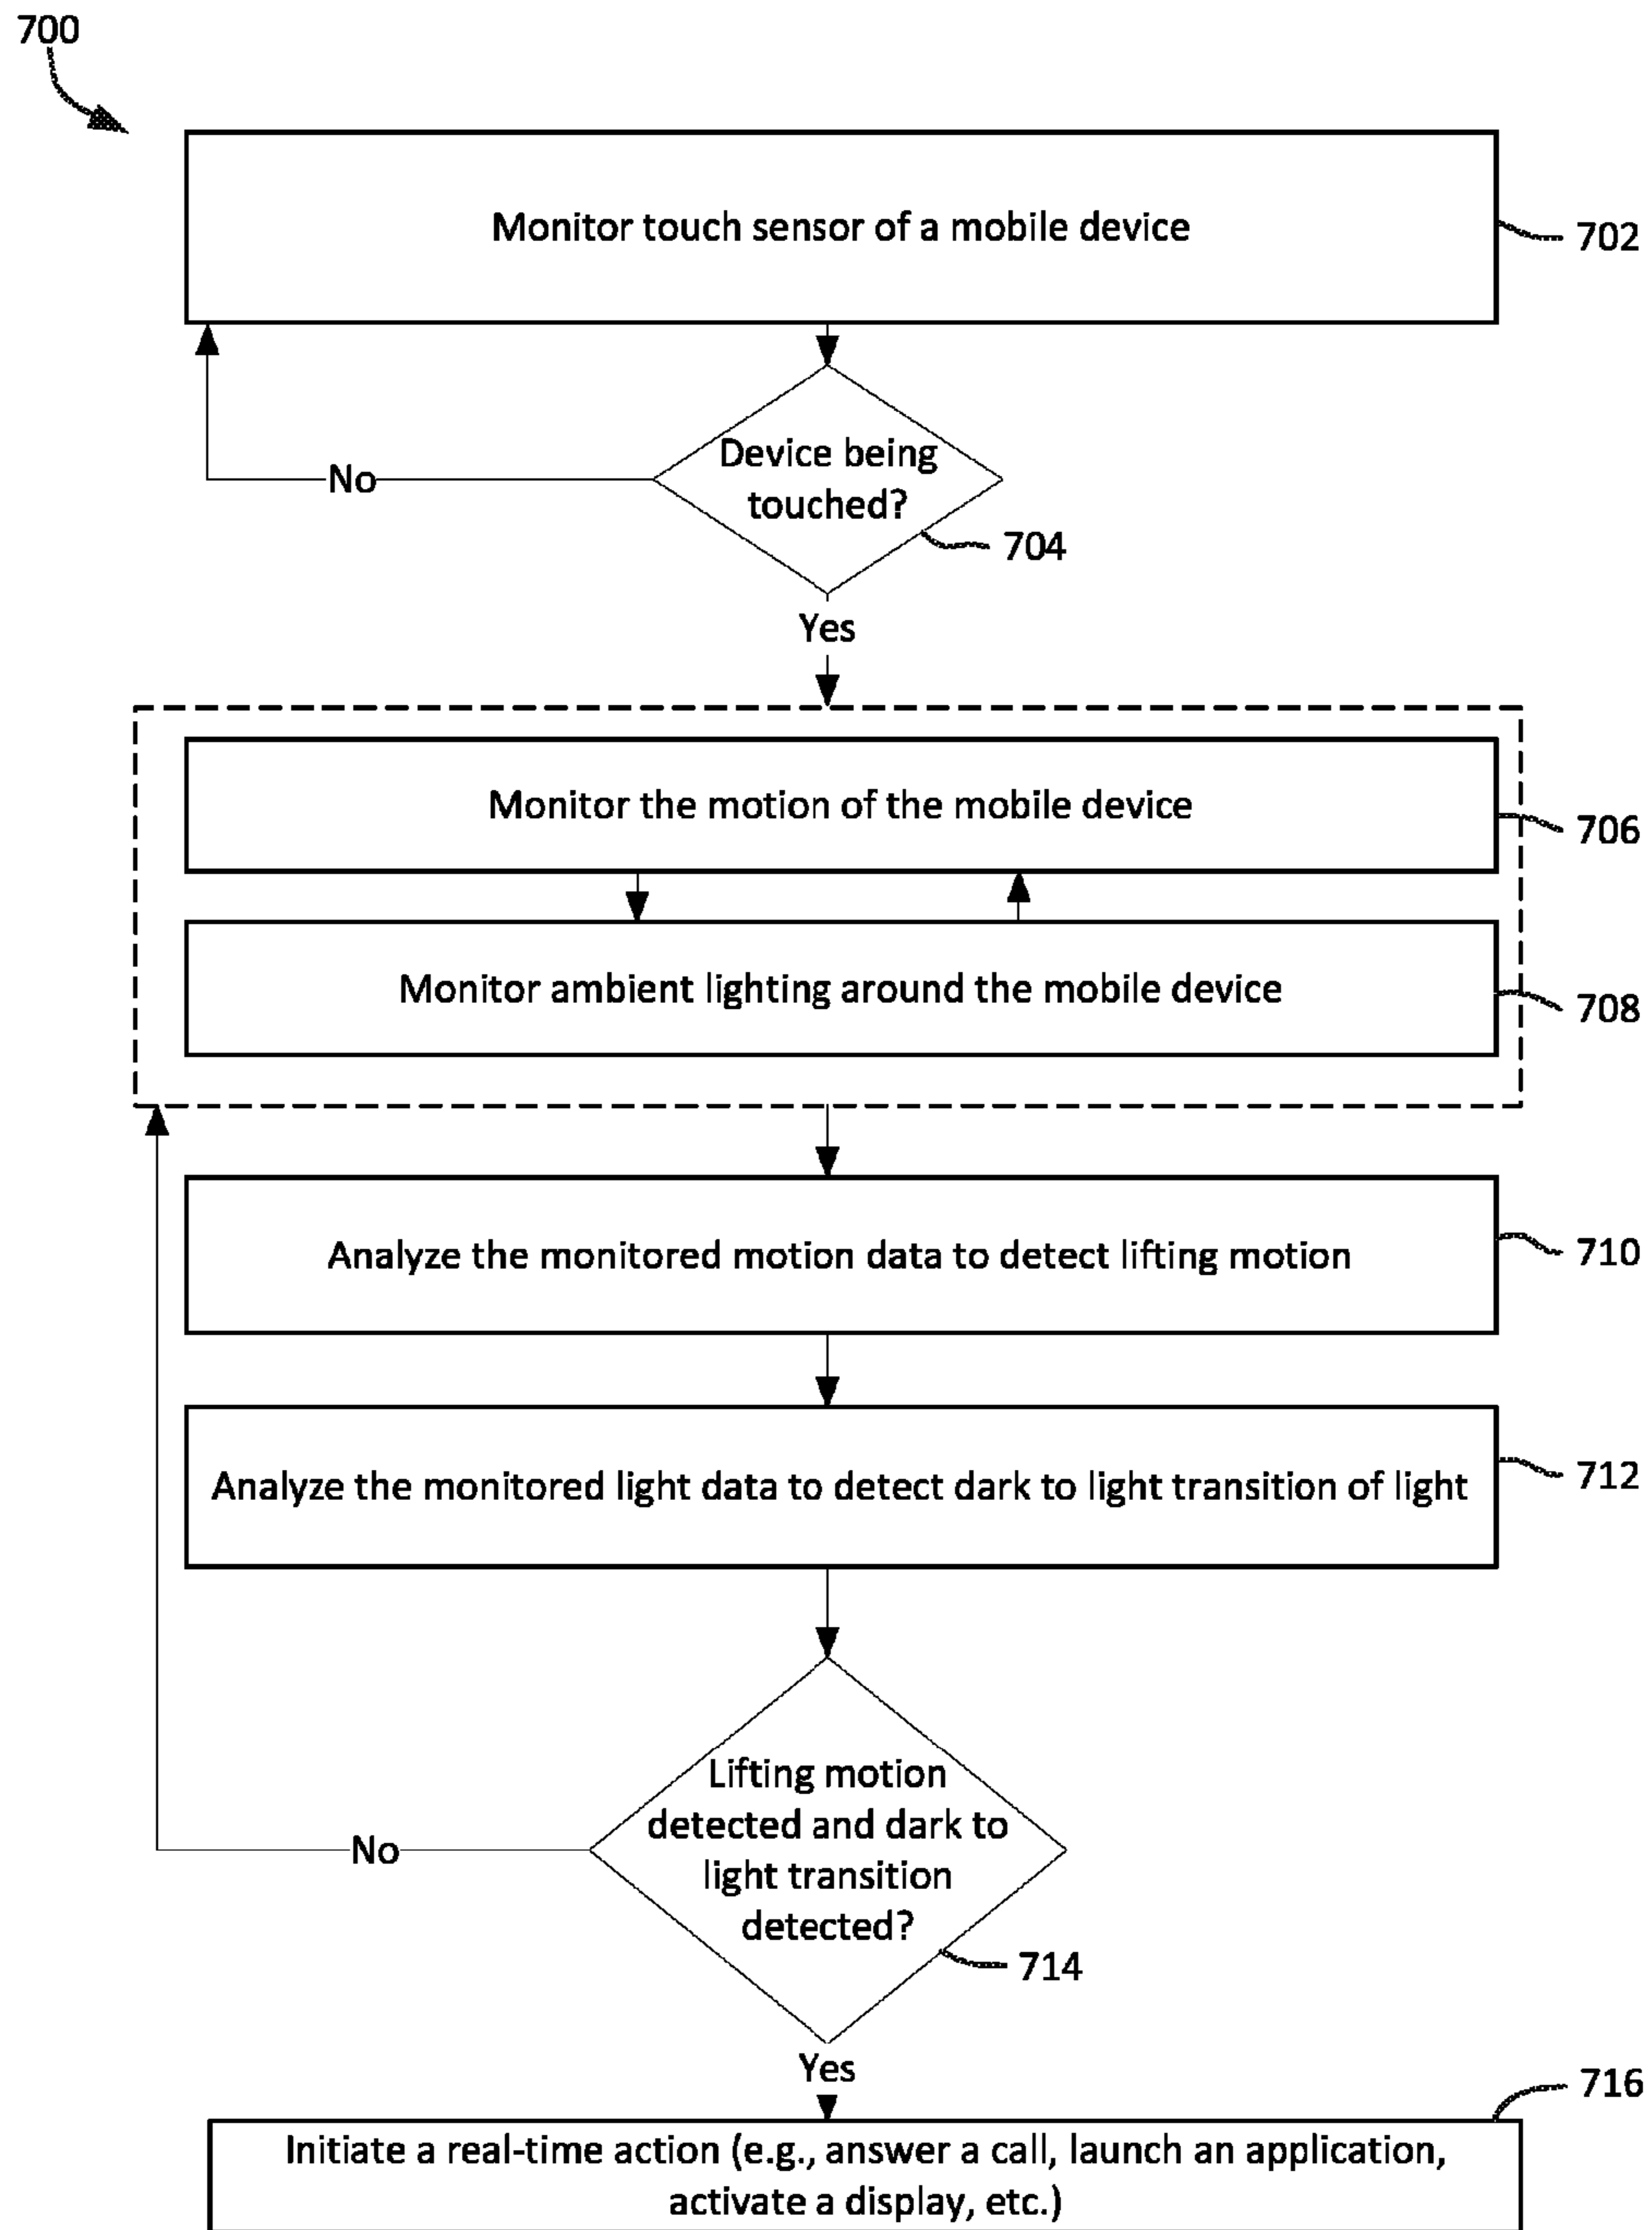 700
Monitor touch sensor of a mobile device
702
Device being
touched?
No
704
Yes
Monitor the motion of the mobile device
706
Monitor ambient lighting around the mobile device
708
Analyze the monitored motion data to detect lifting motion
710
Analyze the monitored light data to detect dark to light transition of light
712
Lifting motion
detected and dark to
light transition
detected?
No
714
Yes
716
Initiate a real-time action (e.g., answer a call, launch an application,
activate a display, etc.)